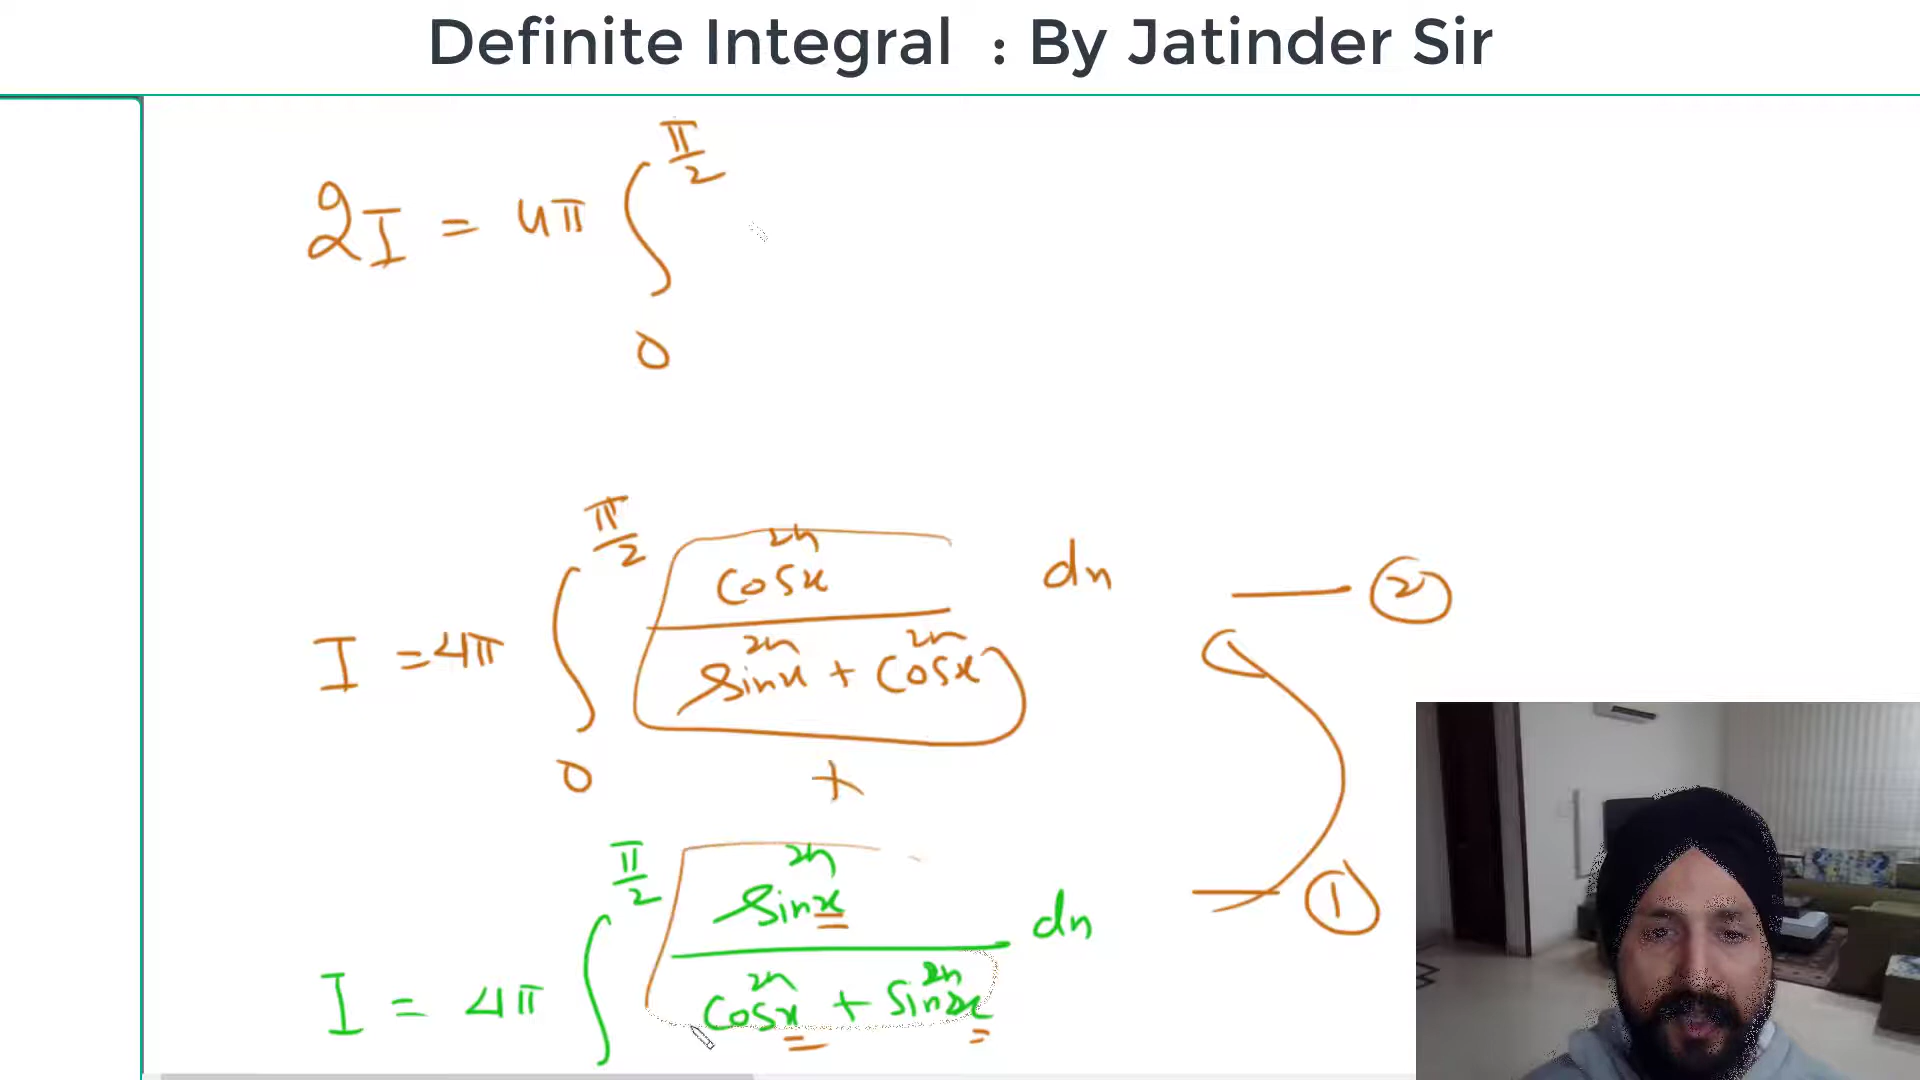 Definite Integral : By Jatinder Sir
2I = 4π ∫₀^(π/2)
I = 4π ∫₀^(π/2) cos²ⁿx / (sin²ⁿx + cos²ⁿx) dx — ②
+
I = 4π ∫^(π/2) sin²ⁿx / (cos²ⁿx + sin²ⁿx) dx — ①